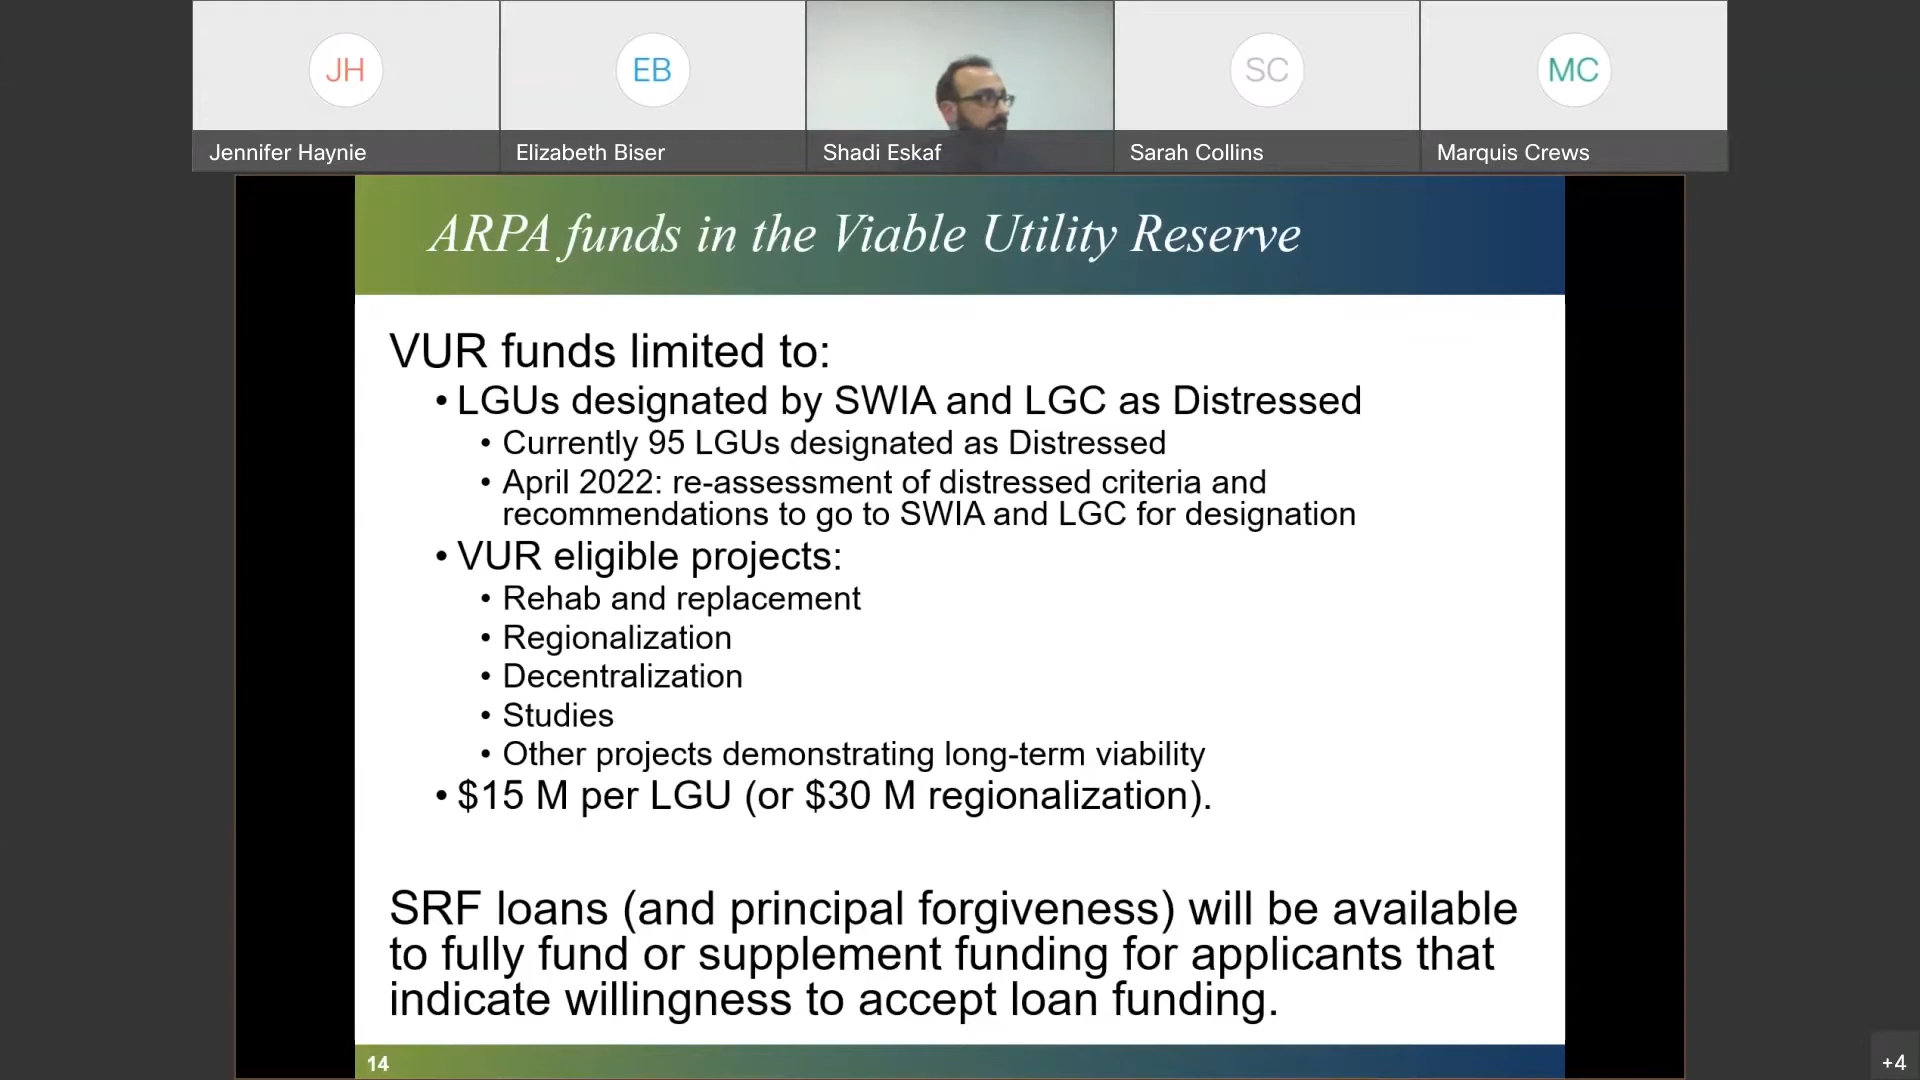 JH
EB
SC
MC
Jennifer Haynie
Elizabeth Biser
Shadi Eskaf
Sarah Collins
Marquis Crews
ARPA funds in the Viable Utility Reserve
VUR funds limited to:
• LGUs designated by SWIA and LGC as Distressed
• Currently 95 LGUs designated as Distressed
• April 2022: re-assessment of distressed criteria and
recommendations to go to SWIA and LGC for designation
• VUR eligible projects:
• Rehab and replacement
• Regionalization
• Decentralization
• Studies
• Other projects demonstrating long-term viability
• $15 M per LGU (or $30 M regionalization).
SRF loans (and principal forgiveness) will be available
to fully fund or supplement funding for applicants that
indicate willingness to accept loan funding.
14
+4